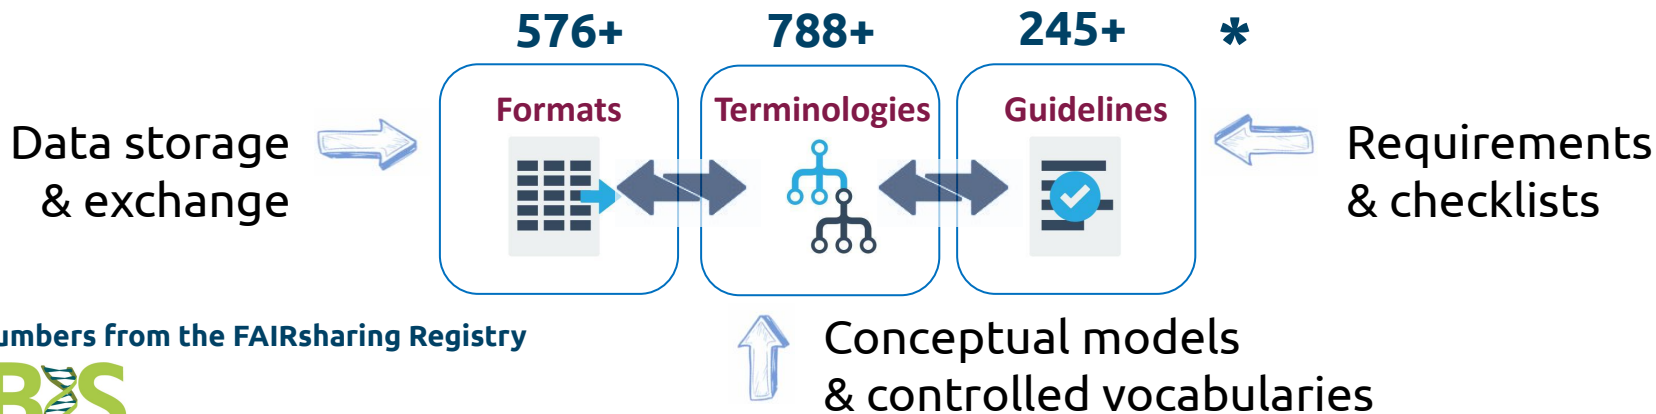 576+ 788+ 245+ *
Formats Terminologies Guidelines
Data storage
& exchange
Requirements
& checklists
from the FAIRsharing Registry
Conceptual models
& controlled vocabularies